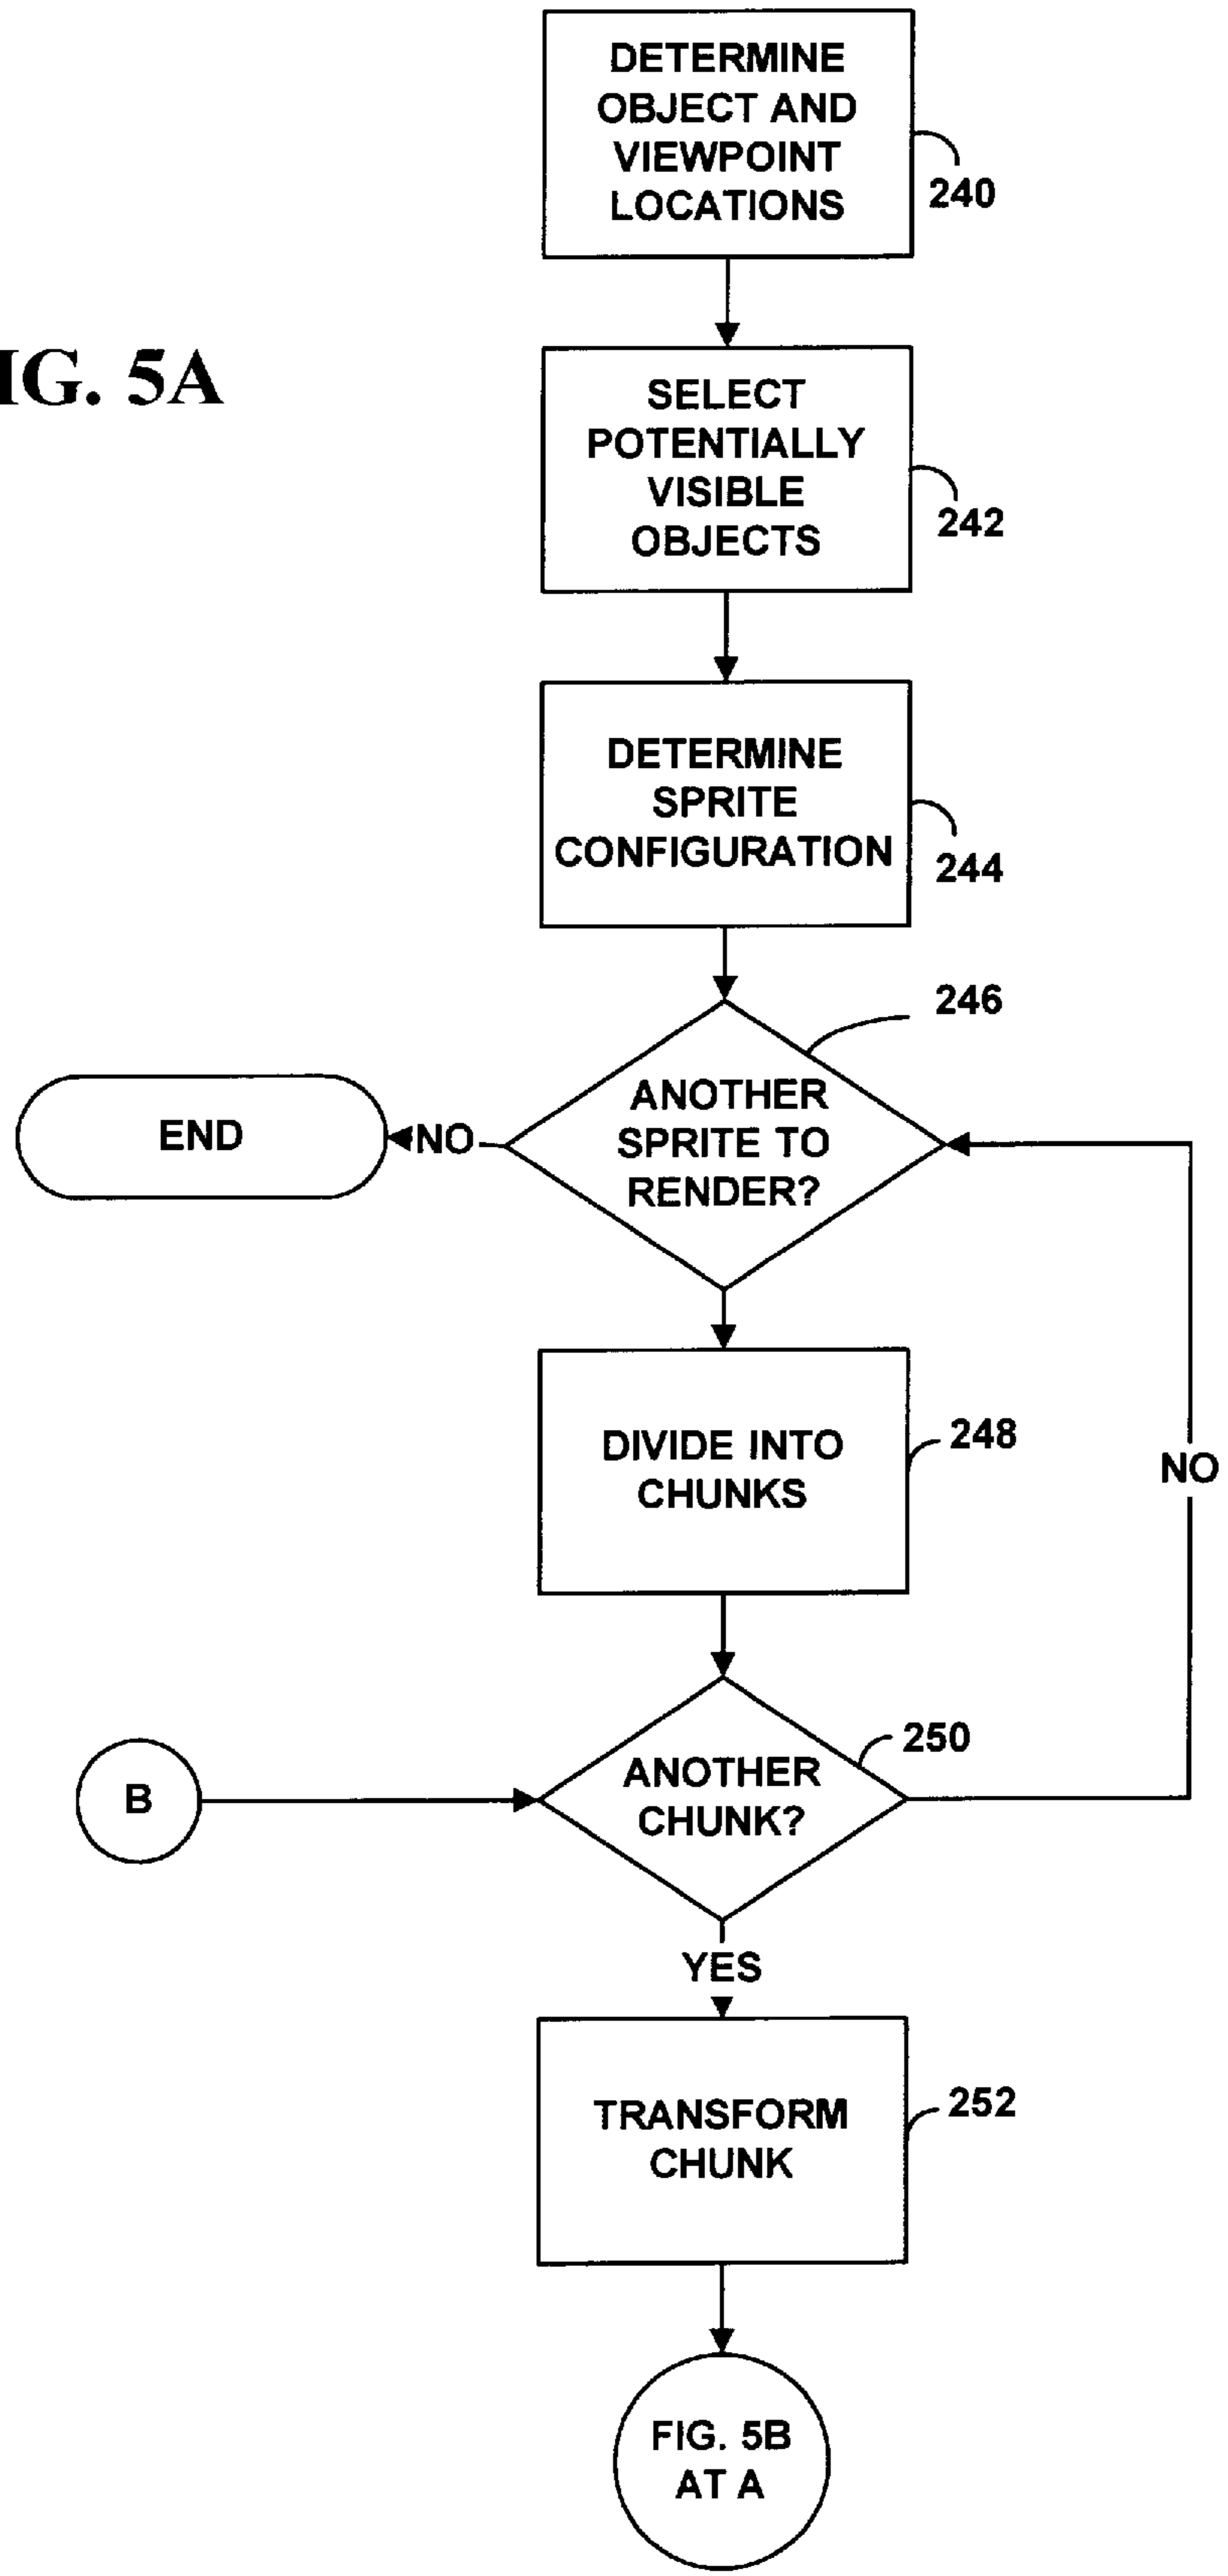 DETERMINE
OBJECT AND
VIEWPOINT
LOCATIONS
240
IG. 5A
SELECT
POTENTIALLY
VISIBLE
OBJECTS
242
DETERMINE
SPRITE
CONFIGURATION
244
246
ANOTHER
SPRITE TO
RENDER?
NO
END
DIVIDE INTO
CHUNKS
248
NO
B
ANOTHER
CHUNK?
250
YES
TRANSFORM
CHUNK
252
FIG. 5B
AT A